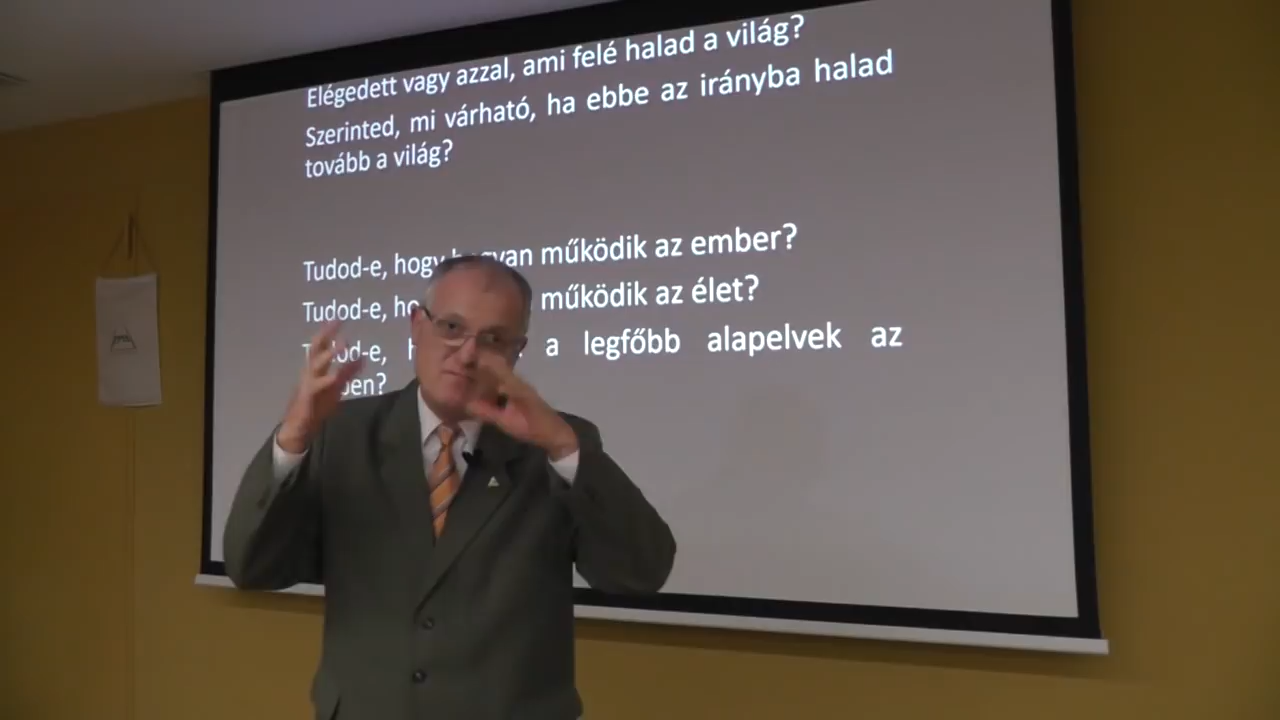 Elégedett vagy azzal, ami felé halad a világ?
Szerinted, mi várható, ha ebbe az irányba halad
tovább a világ?
Tudod-e, működik az ember?
Tudod-e, működik az élet?
a legfőbb alapelvek az